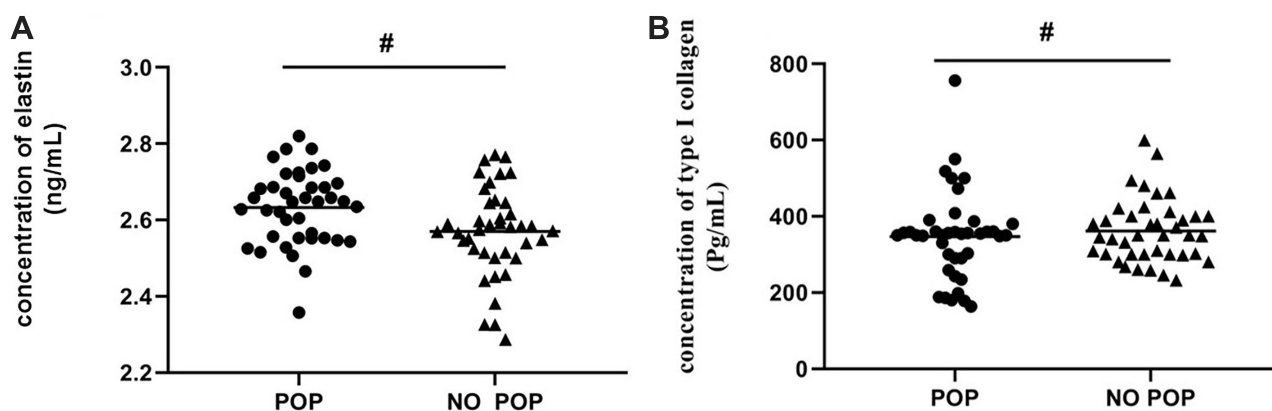 A
#
concentration of elastin
(ng/mL)
3.0
2.8
2.6
2.4
2.2
POP
NO POP
B
#
concentration of type I collagen
(Pg/mL)
800
600
400
200
0
POP
NO POP